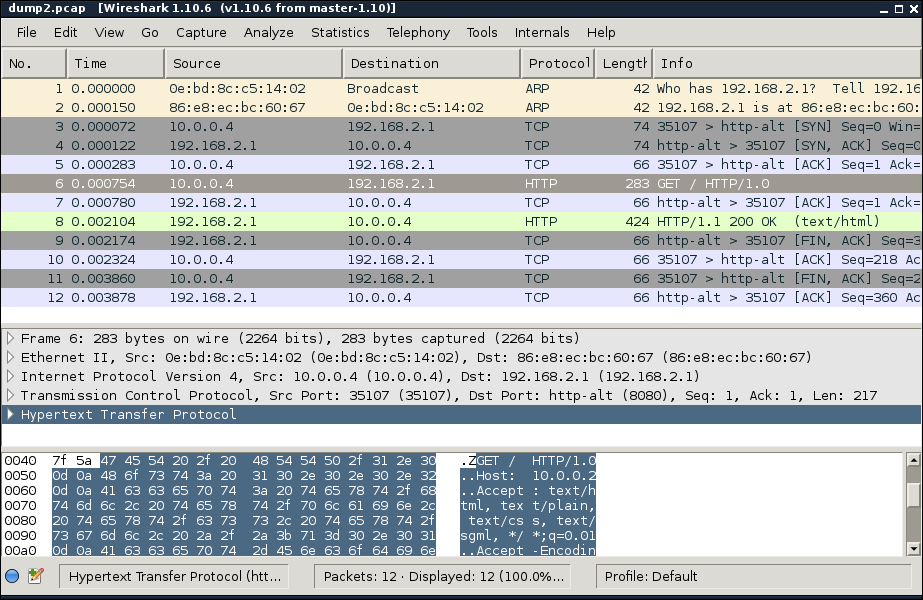 dump2.pcap   [Wireshark 1.10.6  (v1.10.6 from master-1.10)]
File Edit View Go Capture Analyze Statistics Telephony Tools Internals Help
No. Time Source Destination Protocol Length Info
1 0.000000 0e:bd:8c:c5:14:02 Broadcast ARP 42 Who has 192.168.2.1?  Tell 192.16
2 0.000150 86:e8:ec:bc:60:67 0e:bd:8c:c5:14:02 ARP 42 192.168.2.1 is at 86:e8:ec:bc:60:
3 0.000072 10.0.0.4 192.168.2.1 TCP 74 35107 > http-alt [SYN] Seq=0 Win=
4 0.000122 192.168.2.1 10.0.0.4 TCP 74 http-alt > 35107 [SYN, ACK] Seq=0
5 0.000283 10.0.0.4 192.168.2.1 TCP 66 35107 > http-alt [ACK] Seq=1 Ack=
6 0.000754 10.0.0.4 192.168.2.1 HTTP 283 GET / HTTP/1.0
7 0.000780 192.168.2.1 10.0.0.4 TCP 66 http-alt > 35107 [ACK] Seq=1 Ack=
8 0.002104 192.168.2.1 10.0.0.4 HTTP 424 HTTP/1.1 200 OK  (text/html)
9 0.002174 192.168.2.1 10.0.0.4 TCP 66 http-alt > 35107 [FIN, ACK] Seq=3
10 0.002324 10.0.0.4 192.168.2.1 TCP 66 35107 > http-alt [ACK] Seq=218 Ac
11 0.003860 10.0.0.4 192.168.2.1 TCP 66 35107 > http-alt [FIN, ACK] Seq=2
12 0.003878 192.168.2.1 10.0.0.4 TCP 66 http-alt > 35107 [ACK] Seq=360 Ac
Frame 6: 283 bytes on wire (2264 bits), 283 bytes captured (2264 bits)
Ethernet II, Src: 0e:bd:8c:c5:14:02 (0e:bd:8c:c5:14:02), Dst: 86:e8:ec:bc:60:67 (86:e8:ec:bc:60:67)
Internet Protocol Version 4, Src: 10.0.0.4 (10.0.0.4), Dst: 192.168.2.1 (192.168.2.1)
Transmission Control Protocol, Src Port: 35107 (35107), Dst Port: http-alt (8080), Seq: 1, Ack: 1, Len: 217
Hypertext Transfer Protocol
0040 7f 5a 47 45 54 20 2f 20  48 54 54 50 2f 31 2e 30 .ZGET /  HTTP/1.0
0050 0d 0a 48 6f 73 74 3a 20  31 30 2e 30 2e 30 2e 32 ..Host:  10.0.0.2
0060 0d 0a 41 63 63 65 70 74  3a 20 74 65 78 74 2f 68 ..Accept : text/h
0070 74 6d 6c 2c 20 74 65 78  74 2f 70 6c 61 69 6e 2c tml, tex t/plain,
0080 20 74 65 78 74 2f 63 73  73 2c 20 74 65 78 74 2f  text/cs s, text/
0090 73 67 6d 6c 2c 20 2a 2f  2a 3b 71 3d 30 2e 30 31 sgml, */ *;q=0.01
00a0 0d 0a 41 63 63 65 70 74  2d 45 6e 63 6f 64 69 6e ..Accept -Encodin
Hypertext Transfer Protocol (htt... Packets: 12 · Displayed: 12 (100.0%... Profile: Default